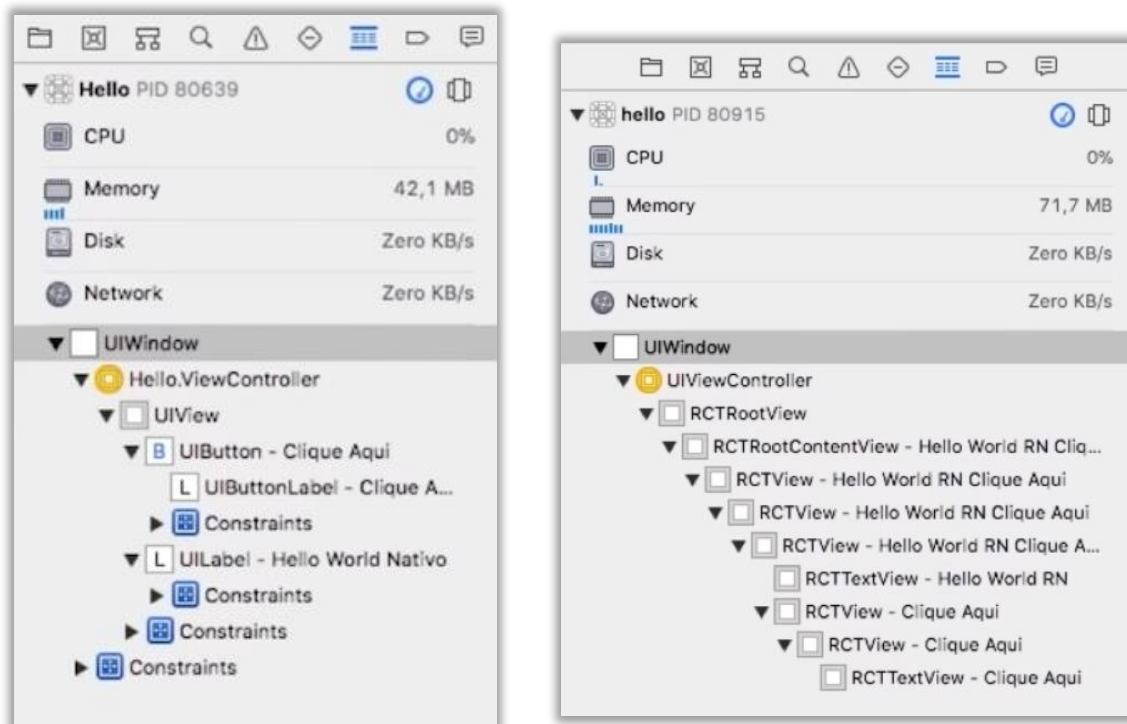 Hello PID 80639
CPU 0%
Memory 42,1 MB
Disk Zero KB/s
Network Zero KB/s
UIWindow
Hello.ViewController
UIView
B UIButton - Clique Aqui
L UIButtonLabel - Clique A...
Constraints
L UILabel - Hello World Nativo
Constraints
Constraints
Constraints
hello PID 80915
CPU 0%
Memory 71,7 MB
Disk Zero KB/s
Network Zero KB/s
UIWindow
UIViewController
RCTRootView
RCTRootContentView - Hello World RN Cliq...
RCTView - Hello World RN Clique Aqui
RCTView - Hello World RN Clique Aqui
RCTView - Hello World RN Clique A...
RCTTextView - Hello World RN
RCTView - Clique Aqui
RCTView - Clique Aqui
RCTTextView - Clique Aqui